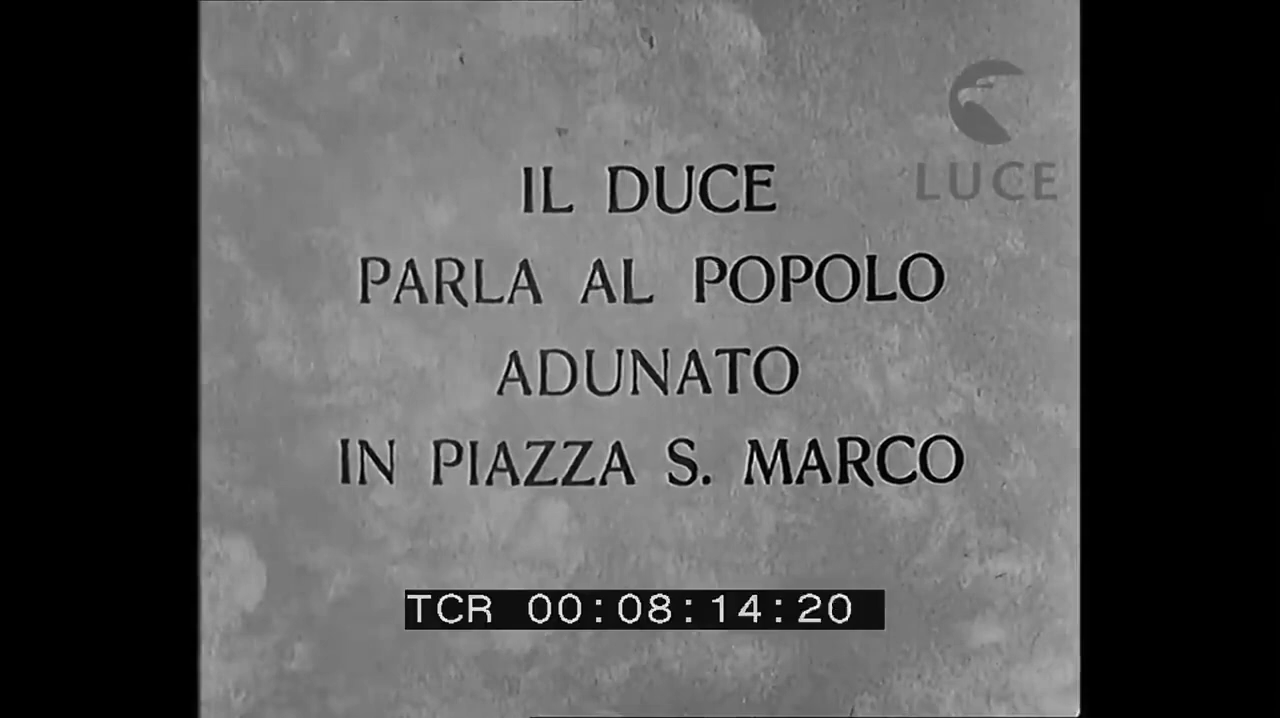 LUCE
IL DUCE
PARLA AL POPOLO
ADUNATO
IN PIAZZA S. MARCO
TCR 00:08:14:20